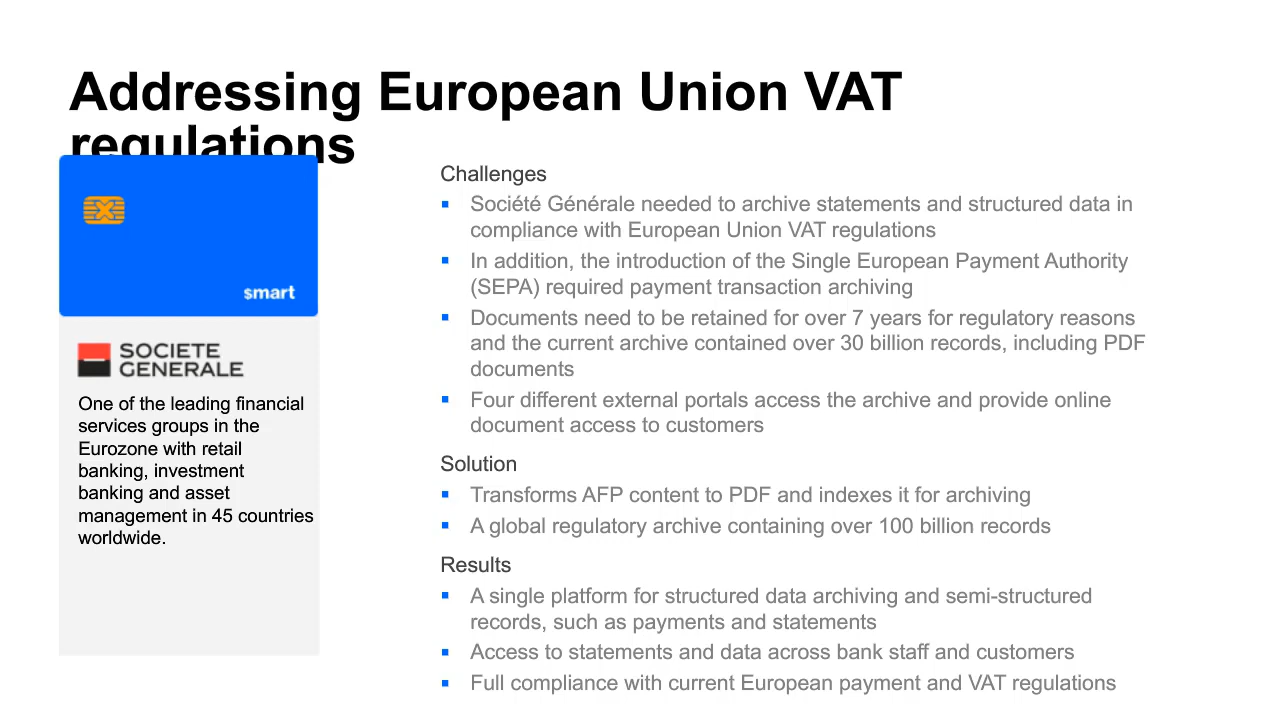 Addressing European Union VAT
regulations
smart
SOCIETE
GENERALE
One of the leading financial
services groups in the
Eurozone with retail
banking, investment
banking and asset
management in 45 countries
worldwide.
Challenges
▪ Société Générale needed to archive statements and structured data in
compliance with European Union VAT regulations
▪ In addition, the introduction of the Single European Payment Authority
(SEPA) required payment transaction archiving
▪ Documents need to be retained for over 7 years for regulatory reasons
and the current archive contained over 30 billion records, including PDF
documents
▪ Four different external portals access the archive and provide online
document access to customers
Solution
▪ Transforms AFP content to PDF and indexes it for archiving
▪ A global regulatory archive containing over 100 billion records
Results
▪ A single platform for structured data archiving and semi-structured
records, such as payments and statements
▪ Access to statements and data across bank staff and customers
▪ Full compliance with current European payment and VAT regulations